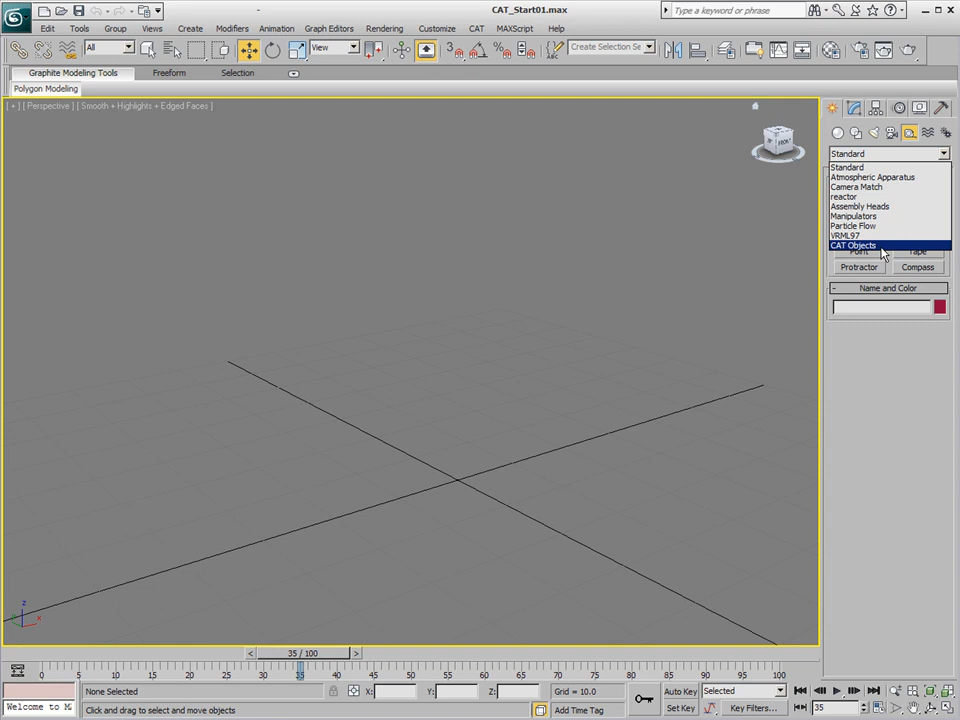 CAT_Start01.max
Type a keyword or phrase
Edit Tools Group Views Create Modifiers Animation Graph Editors Rendering Customize CAT MAXScript Help
All View 3 Create Selection Se
Graphite Modeling Tools Freeform Selection
Polygon Modeling
[ + ] [ Perspective ] [ Smooth + Highlights + Edged Faces ]
FRONT
Standard
Standard
Atmospheric Apparatus
Camera Match
reactor
Assembly Heads
Manipulators
Particle Flow
VRML97
CAT Objects
Point Tape
Protractor Compass
- Name and Color
z
x
< 35 / 100 >
0 5 10 15 20 25 30 35 40 45 50 55 60 65 70 75 80 85 90 95 100
None Selected X: Y: Z: Grid = 10.0 Auto Key Selected
Welcome to M Click and drag to select and move objects Add Time Tag Set Key Key Filters... 35